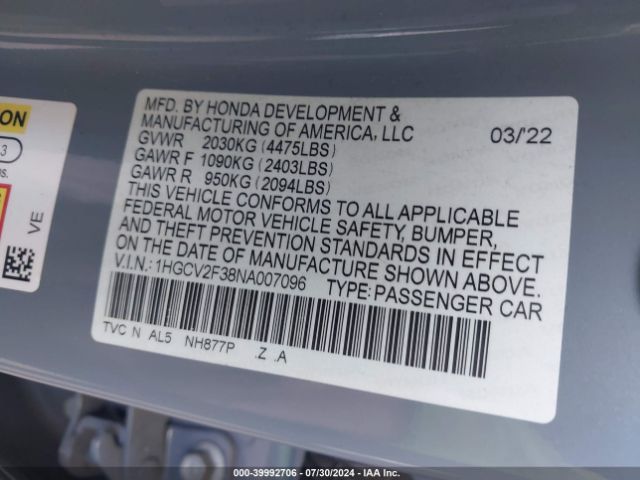 MFD. BY HONDA DEVELOPMENT &
MANUFACTURING OF AMERICA, LLC 03/'22
GVWR 2030KG (4475LBS)
GAWR F 1090KG (2403LBS)
GAWR R 950KG (2094LBS)
THIS VEHICLE CONFORMS TO ALL APPLICABLE
FEDERAL MOTOR VEHICLE SAFETY, BUMPER,
AND THEFT PREVENTION STANDARDS IN EFFECT
ON THE DATE OF MANUFACTURE SHOWN ABOVE.
V.I.N.: 1HGCV2F38NA007096 TYPE: PASSENGER CAR
TVC N AL5 NH877P .Z .A
ON
3
s.
VE
000-39992706 - 07/30/2024 - IAA Inc.